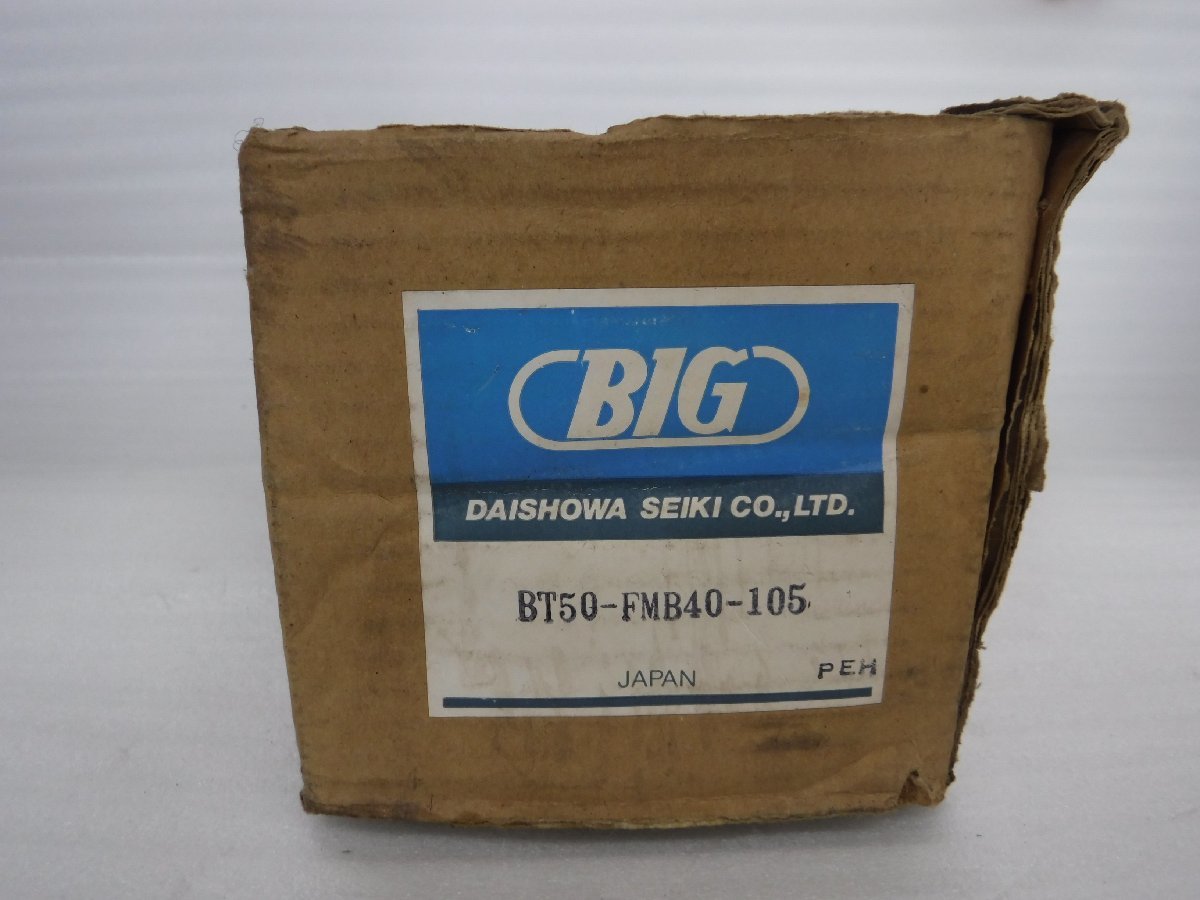 BIG
DAISHOWA SEIKI CO.,LTD.
BT50-FMB40-105
PEH
JAPAN